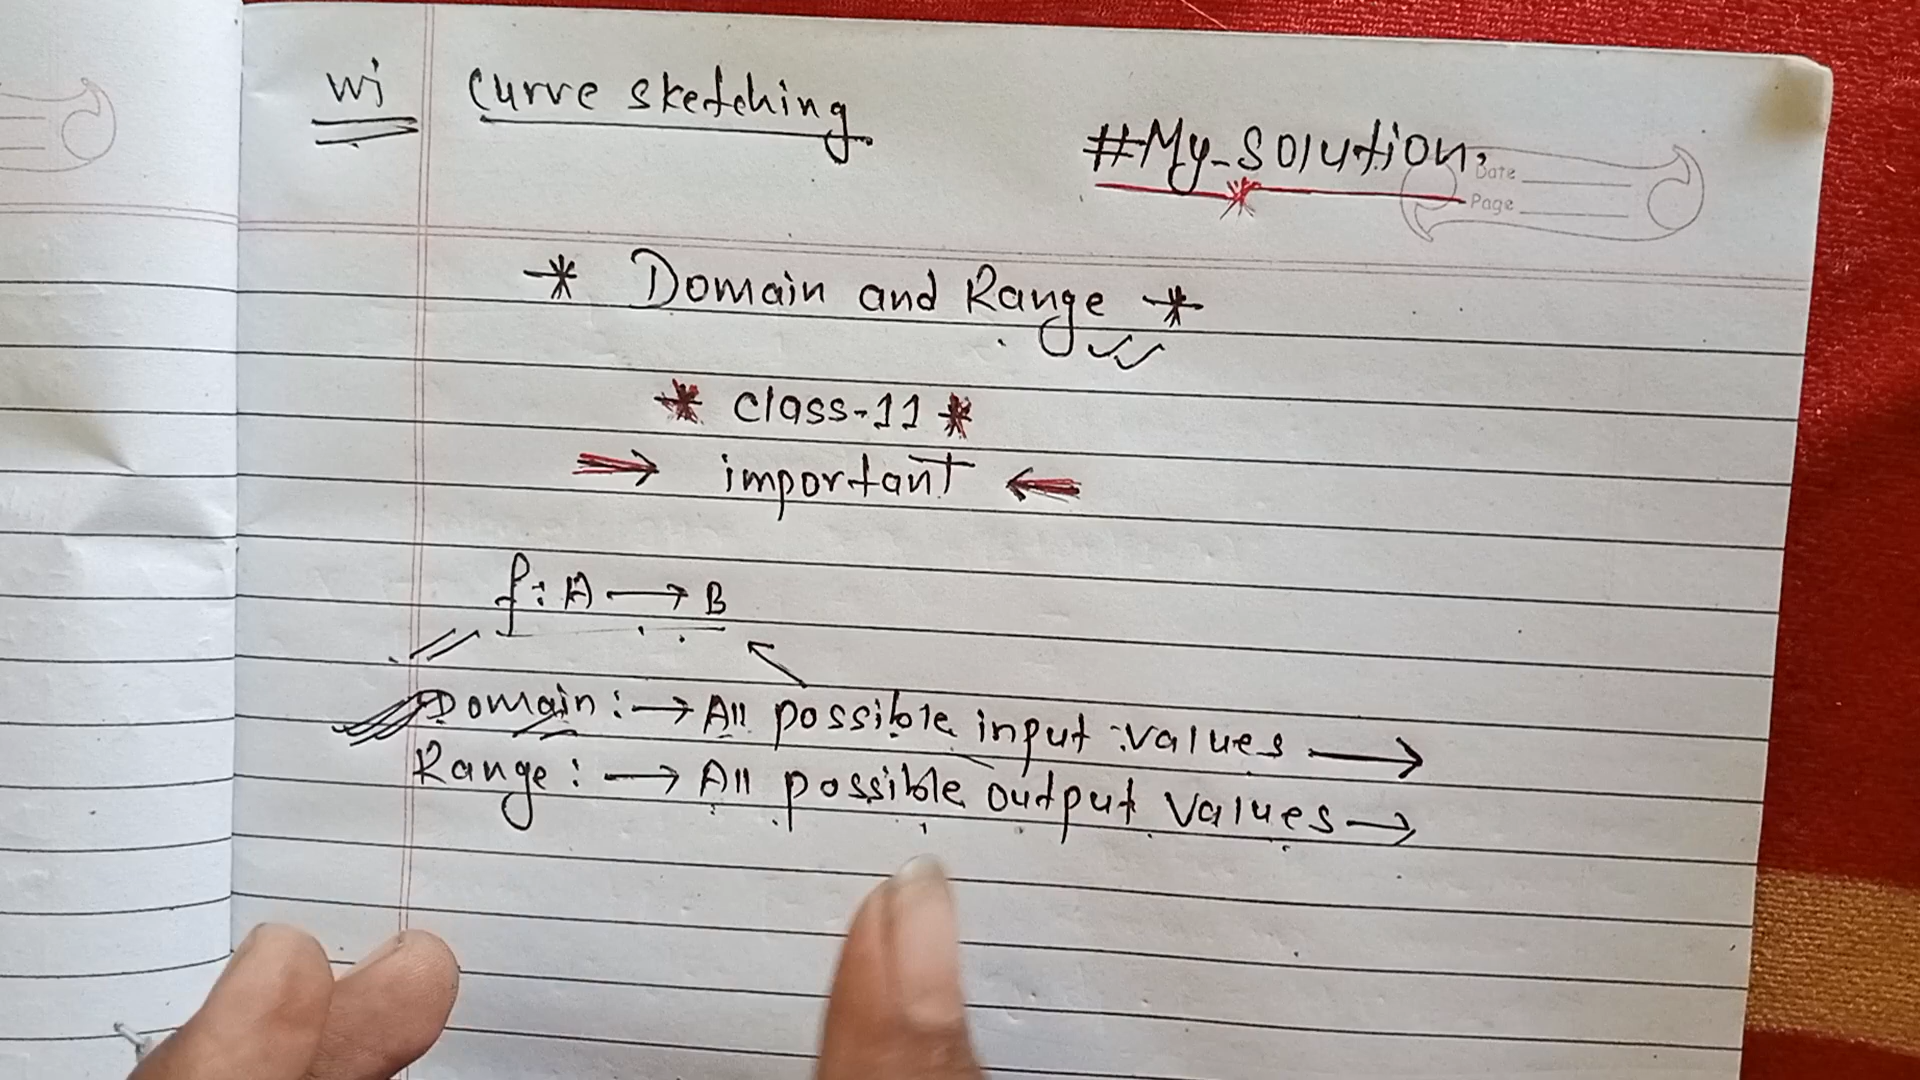 wi curve sketching
#My-solution.
Date
Page
* Domain and Range *
* class-11 *
→ important ←
f: A → B
Domain :→ All possible input values →
Range : → All possible output values →